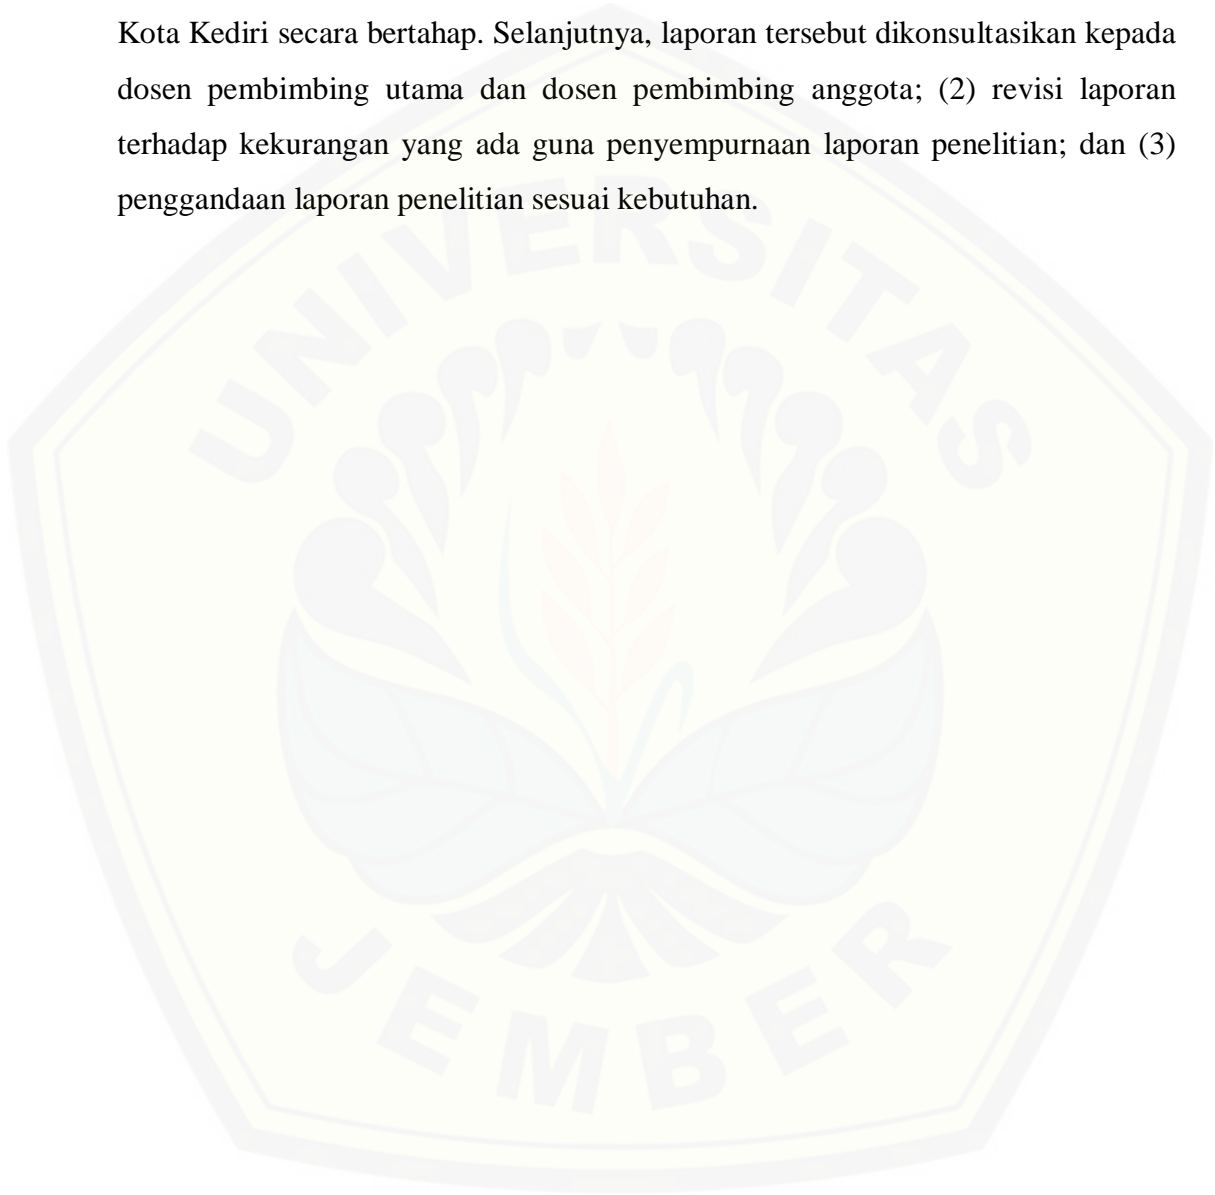 Kota Kediri secara bertahap. Selanjutnya, laporan tersebut dikonsultasikan kepada
dosen pembimbing utama dan dosen pembimbing anggota; (2) revisi laporan
terhadap kekurangan yang ada guna penyempurnaan laporan penelitian; dan (3)
penggandaan laporan penelitian sesuai kebutuhan.
UNIVERSITAS
JEMBER